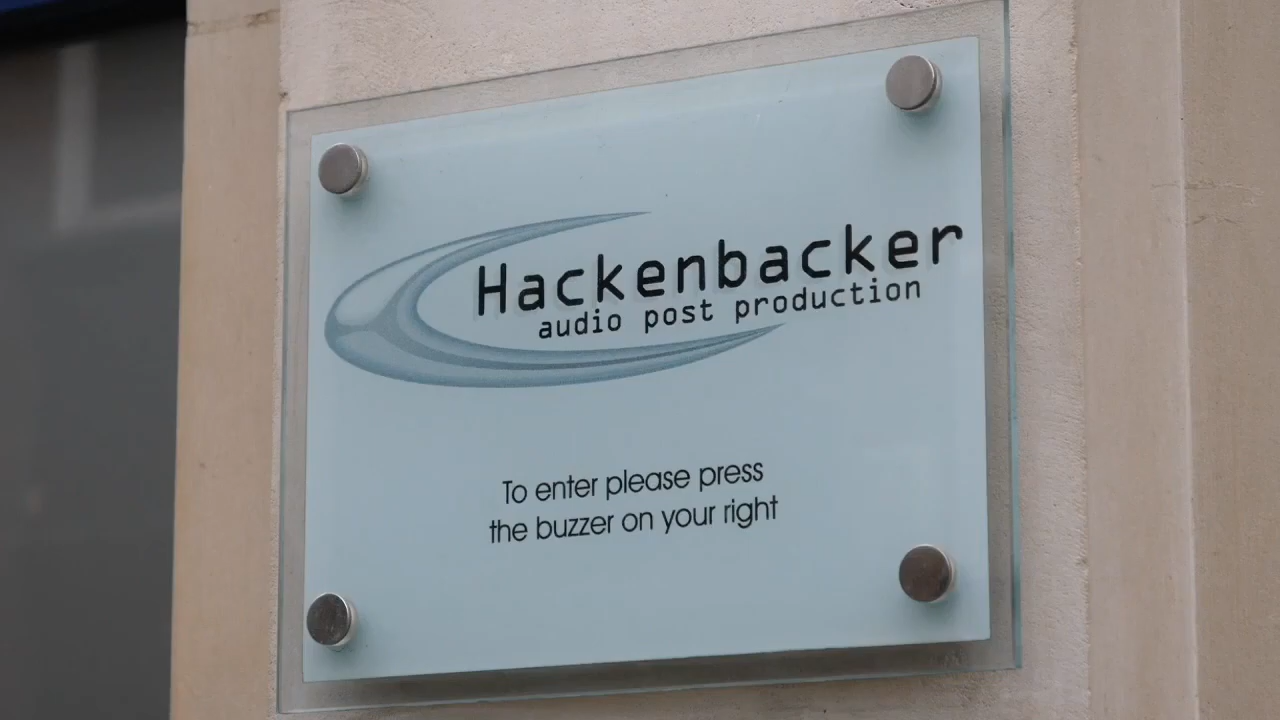 Hackenbacker
audio post production
To enter please press
the buzzer on your right